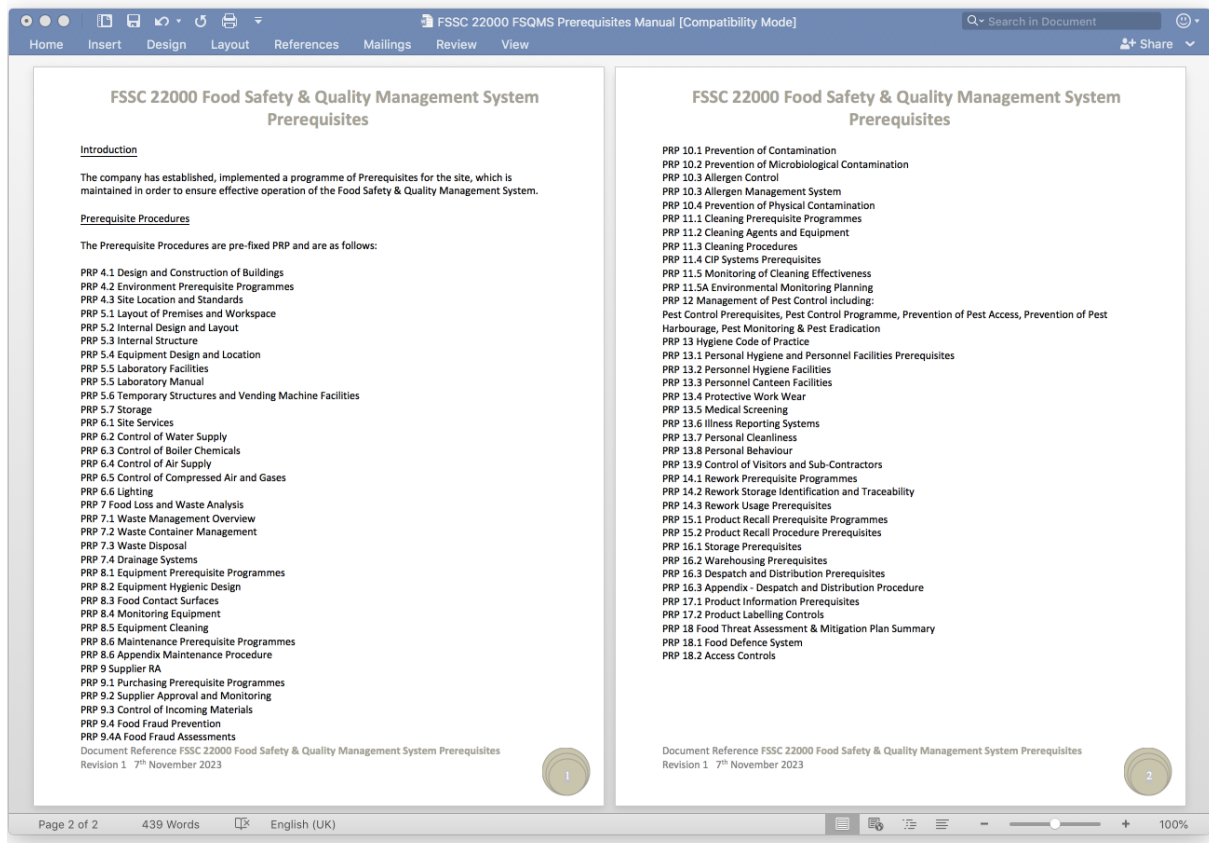 FSSC 22000 FSQMS Prerequisites Manual [Compatibility Mode]
Search in Document
Home Insert Design Layout References Mailings Review View
Share
FSSC 22000 Food Safety & Quality Management System
Prerequisites
Introduction
The company has established, implemented a programme of Prerequisites for the site, which is
maintained in order to ensure effective operation of the Food Safety & Quality Management System.
Prerequisite Procedures
The Prerequisite Procedures are pre-fixed PRP and are as follows:
PRP 4.1 Design and Construction of Buildings
PRP 4.2 Environment Prerequisite Programmes
PRP 4.3 Site Location and Standards
PRP 5.1 Layout of Premises and Workspace
PRP 5.2 Internal Design and Layout
PRP 5.3 Internal Structure
PRP 5.4 Equipment Design and Location
PRP 5.5 Laboratory Facilities
PRP 5.5 Laboratory Manual
PRP 5.6 Temporary Structures and Vending Machine Facilities
PRP 5.7 Storage
PRP 6.1 Site Services
PRP 6.2 Control of Water Supply
PRP 6.3 Control of Boiler Chemicals
PRP 6.4 Control of Air Supply
PRP 6.5 Control of Compressed Air and Gases
PRP 6.6 Lighting
PRP 7 Food Loss and Waste Analysis
PRP 7.1 Waste Management Overview
PRP 7.2 Waste Container Management
PRP 7.3 Waste Disposal
PRP 7.4 Drainage Systems
PRP 8.1 Equipment Prerequisite Programmes
PRP 8.2 Equipment Hygienic Design
PRP 8.3 Food Contact Surfaces
PRP 8.4 Monitoring Equipment
PRP 8.5 Equipment Cleaning
PRP 8.6 Maintenance Prerequisite Programmes
PRP 8.6 Appendix Maintenance Procedure
PRP 9 Supplier RA
PRP 9.1 Purchasing Prerequisite Programmes
PRP 9.2 Supplier Approval and Monitoring
PRP 9.3 Control of Incoming Materials
PRP 9.4 Food Fraud Prevention
PRP 9.4A Food Fraud Assessments
Document Reference FSSC 22000 Food Safety & Quality Management System Prerequisites
Revision 1 7th November 2023
1
FSSC 22000 Food Safety & Quality Management System
Prerequisites
PRP 10.1 Prevention of Contamination
PRP 10.2 Prevention of Microbiological Contamination
PRP 10.3 Allergen Control
PRP 10.3 Allergen Management System
PRP 10.4 Prevention of Physical Contamination
PRP 11.1 Cleaning Prerequisite Programmes
PRP 11.2 Cleaning Agents and Equipment
PRP 11.3 Cleaning Procedures
PRP 11.4 CIP Systems Prerequisites
PRP 11.5 Monitoring of Cleaning Effectiveness
PRP 11.5A Environmental Monitoring Planning
PRP 12 Management of Pest Control including:
Pest Control Prerequisites, Pest Control Programme, Prevention of Pest Access, Prevention of Pest
Harbourage, Pest Monitoring & Pest Eradication
PRP 13 Hygiene Code of Practice
PRP 13.1 Personal Hygiene and Personnel Facilities Prerequisites
PRP 13.2 Personnel Hygiene Facilities
PRP 13.3 Personnel Canteen Facilities
PRP 13.4 Protective Work Wear
PRP 13.5 Medical Screening
PRP 13.6 Illness Reporting Systems
PRP 13.7 Personal Cleanliness
PRP 13.8 Personal Behaviour
PRP 13.9 Control of Visitors and Sub-Contractors
PRP 14.1 Rework Prerequisite Programmes
PRP 14.2 Rework Storage Identification and Traceability
PRP 14.3 Rework Usage Prerequisites
PRP 15.1 Product Recall Prerequisite Programmes
PRP 15.2 Product Recall Procedure Prerequisites
PRP 16.1 Storage Prerequisites
PRP 16.2 Warehousing Prerequisites
PRP 16.3 Despatch and Distribution Prerequisites
PRP 16.3 Appendix - Despatch and Distribution Procedure
PRP 17.1 Product Information Prerequisites
PRP 17.2 Product Labelling Controls
PRP 18 Food Threat Assessment & Mitigation Plan Summary
PRP 18.1 Food Defence System
PRP 18.2 Access Controls
Document Reference FSSC 22000 Food Safety & Quality Management System Prerequisites
Revision 1 7th November 2023
2
Page 2 of 2 439 Words English (UK) 100%